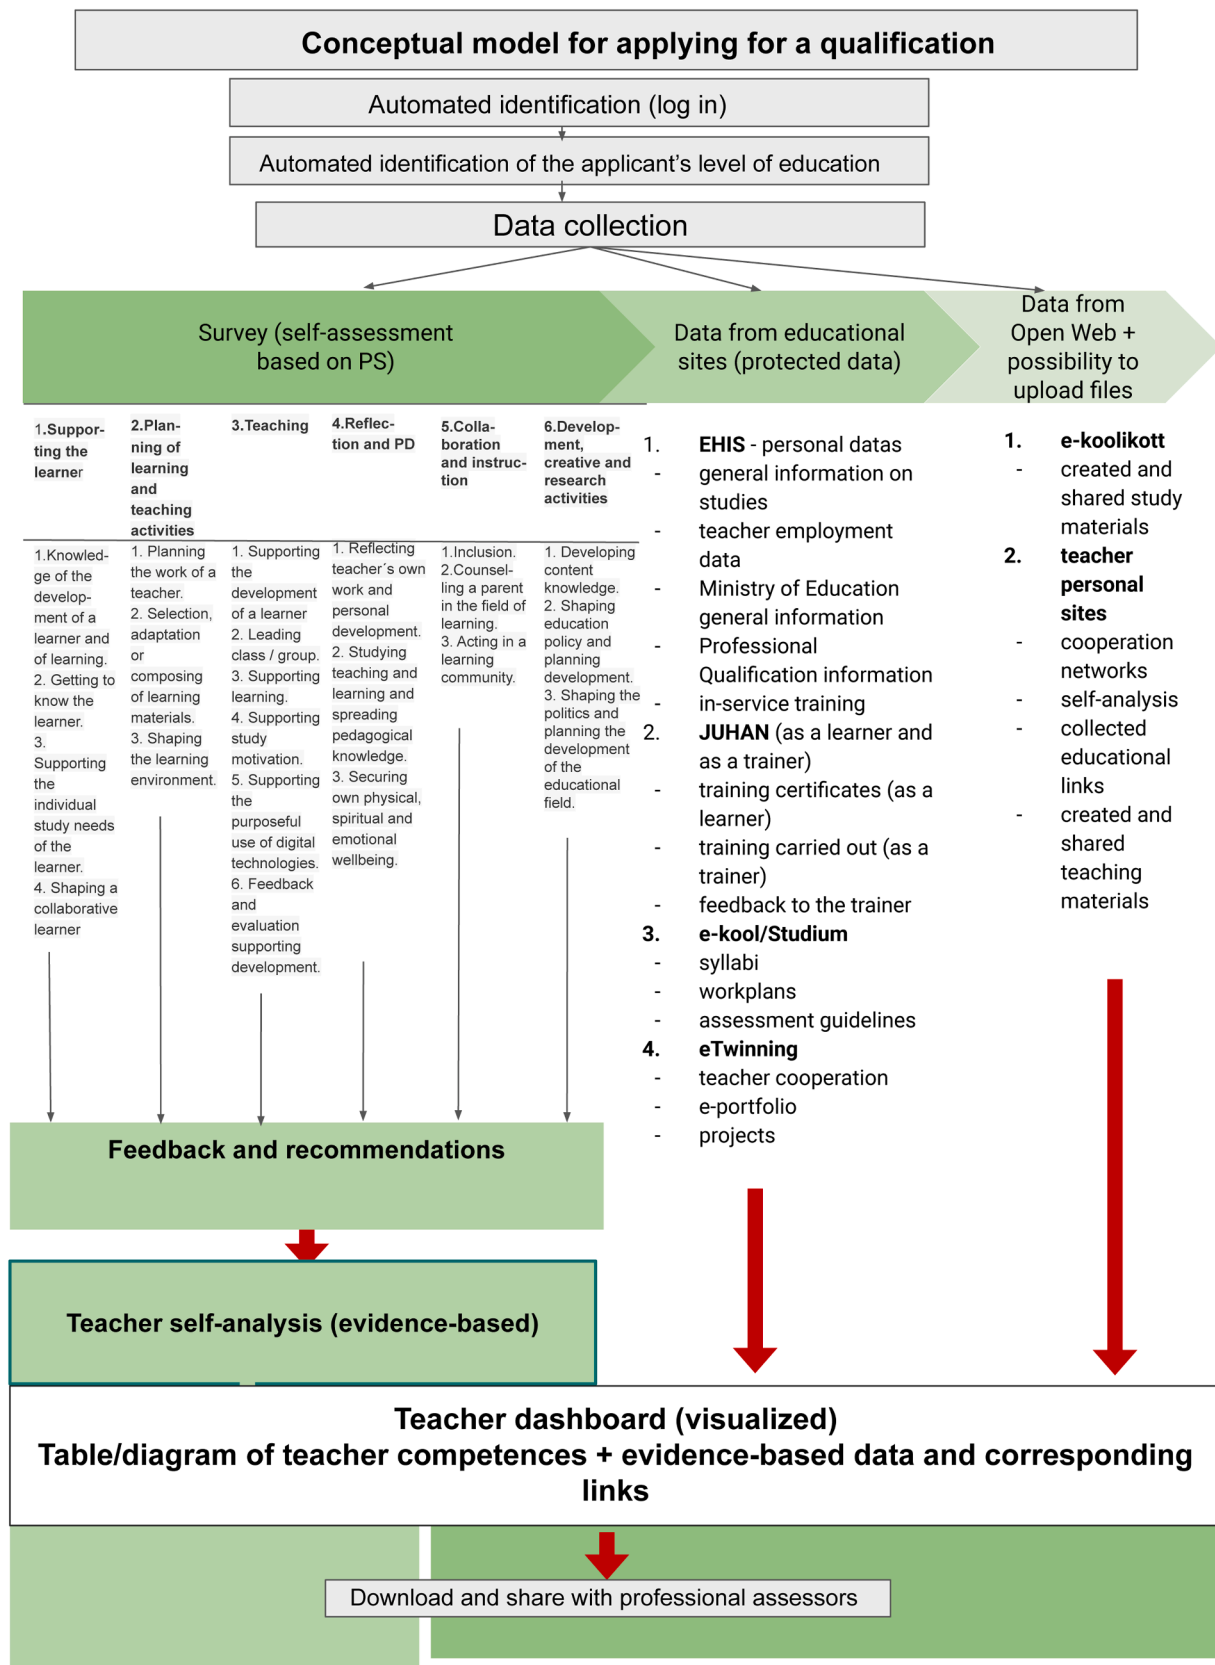 Conceptual model for applying for a qualification
Automated identification (log in)
Automated identification of the applicant's level of education
Data collection
Survey (self-assessment
based on PS)
Data from educational
sites (protected data)
Data from
Open Web +
possibility to
upload files
1.Suppor-
ting the
learner
2.Plan-
ning of
learning
and
teaching
activities
3.Teaching
4.Reflec-
tion and PD
5.Colla-
boration
and instruc-
tion
6.Develop-
ment,
creative and
research
activities
1.Knowled-
ge of the
develop-
ment of a
learner and
of learning.
2. Getting to
know the
learner.
3.
Supporting
the
individual
study needs
of the
learner.
4. Shaping a
collaborative
learner
1. Planning
the work of a
teacher.
2. Selection,
adaptation
or
composing
of learning
materials.
3. Shaping
the learning
environment.
1. Supporting
the
development
of a learner
2. Leading
class / group.
3. Supporting
learning.
4. Supporting
study
motivation.
5. Supporting
the
purposeful
use of digital
technologies.
6. Feedback
and
evaluation
supporting
development.
1. Reflecting
teacher´s own
work and
personal
development.
2. Studying
teaching and
learning and
spreading
pedagogical
knowledge.
3. Securing
own physical,
spiritual and
emotional
wellbeing.
1.Inclusion.
2.Counsel-
ling a parent
in the field of
learning.
3. Acting in a
learning
community.
1. Developing
content
knowledge.
2. Shaping
education
policy and
planning
development.
3. Shaping the
politics and
planning the
development
of the
educational
field.
1. EHIS - personal datas
- general information on
studies
- teacher employment
data
- Ministry of Education
general information
- Professional
Qualification information
- in-service training
2. JUHAN (as a learner and
as a trainer)
- training certificates (as a
learner)
- training carried out (as a
trainer)
- feedback to the trainer
3. e-kool/Studium
- syllabi
- workplans
- assessment guidelines
4. eTwinning
- teacher cooperation
- e-portfolio
- projects
1. e-koolikott
- created and
shared study
materials
2. teacher
personal
sites
- cooperation
networks
- self-analysis
- collected
educational
links
- created and
shared
teaching
materials
Feedback and recommendations
Teacher self-analysis (evidence-based)
Teacher dashboard (visualized)
Table/diagram of teacher competences + evidence-based data and corresponding
links
Download and share with professional assessors